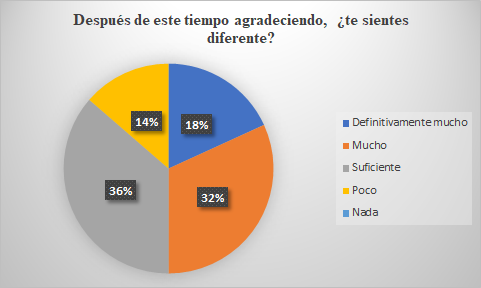 Después de este tiempo agradeciendo, ¿te sientes
diferente?
14%
18%
36%
32%
Definitivamente mucho
Mucho
Suficiente
Poco
Nada